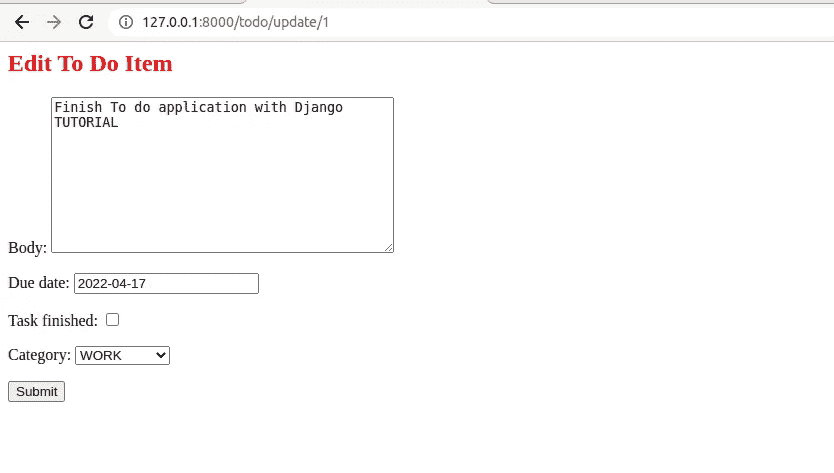 127.0.0.1:8000/todo/update/1
Edit To Do Item
Finish To do application with Django
TUTORIAL
Body:
Due date: 2022-04-17
Task finished:
Category: WORK
Submit